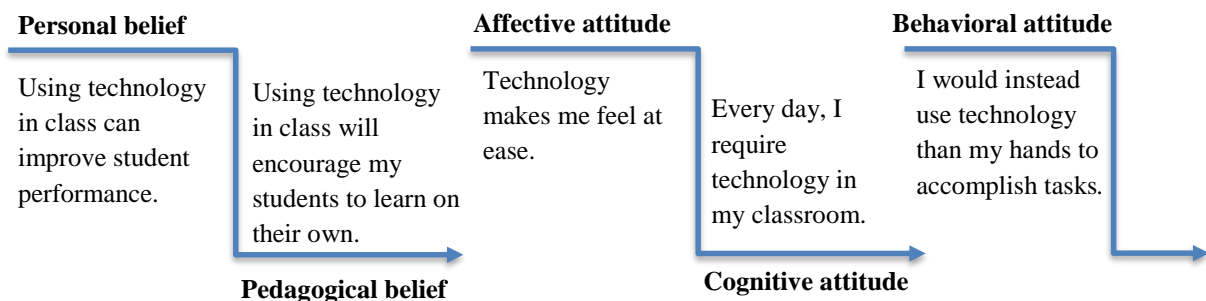 Personal belief
Using technology
in class can
improve student
performance.
Using technology
in class will
encourage my
students to learn on
their own.
Pedagogical belief
Affective attitude
Technology
makes me feel at
ease.
Every day, I
require
technology in
my classroom.
Cognitive attitude
Behavioral attitude
I would instead
use technology
than my hands to
accomplish tasks.